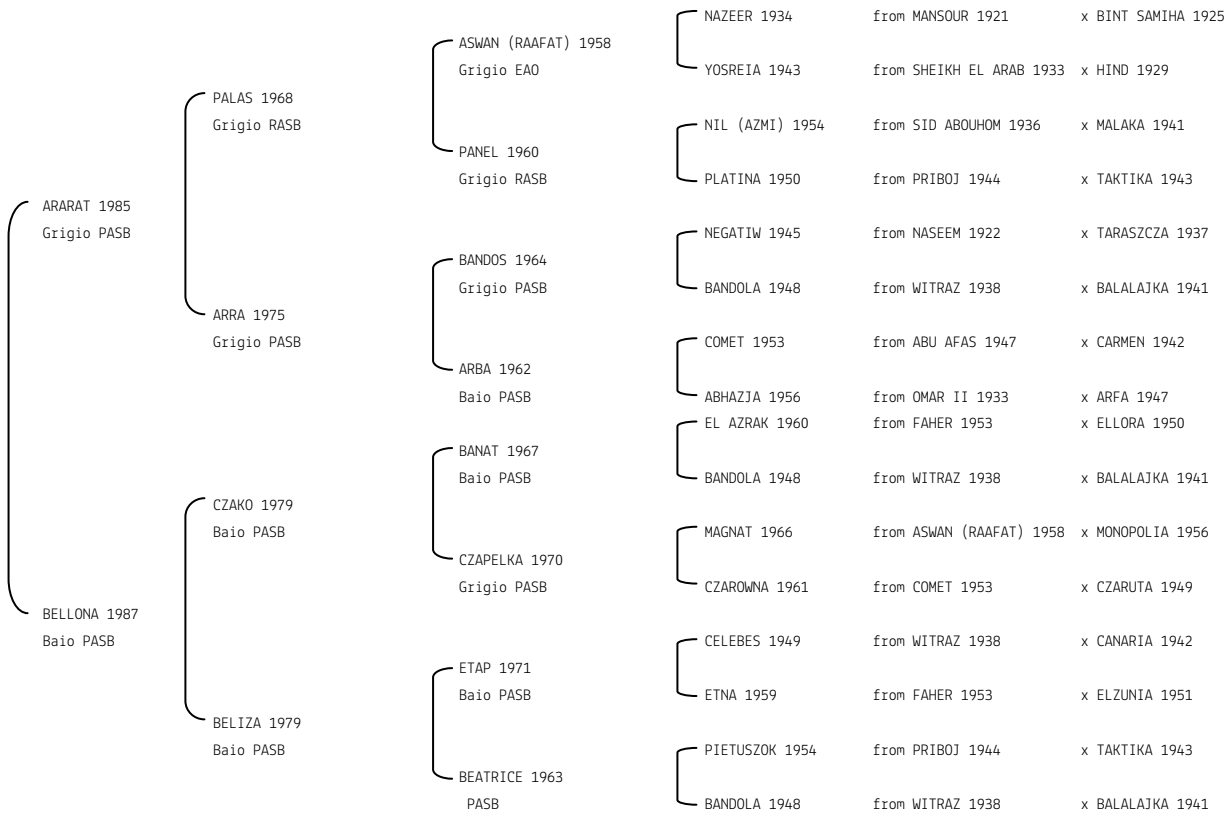 NAZEER 1934 from MANSOUR 1921 x BINT SAMIHA 1925
ASWAN (RAAFAT) 1958
Grigio EAO
YOSREIA 1943 from SHEIKH EL ARAB 1933 x HIND 1929
PALAS 1968
Grigio RASB
NIL (AZMI) 1954 from SID ABOUHOM 1936 x MALAKA 1941
PANEL 1960
Grigio RASB
PLATINA 1950 from PRIBOJ 1944 x TAKTIKA 1943
ARARAT 1985
Grigio PASB
NEGATIW 1945 from NASEEM 1922 x TARASZCZA 1937
BANDOS 1964
Grigio PASB
BANDOLA 1948 from WITRAZ 1938 x BALALAJKA 1941
ARRA 1975
Grigio PASB
COMET 1953 from ABU AFAS 1947 x CARMEN 1942
ARBA 1962
Baio PASB
ABHAZJA 1956 from OMAR II 1933 x ARFA 1947
EL AZRAK 1960 from FAHER 1953 x ELLORA 1950
BANAT 1967
Baio PASB
BANDOLA 1948 from WITRAZ 1938 x BALALAJKA 1941
CZAKO 1979
Baio PASB
MAGNAT 1966 from ASWAN (RAAFAT) 1958 x MONOPOLIA 1956
CZAPELKA 1970
Grigio PASB
CZAROWNA 1961 from COMET 1953 x CZARUTA 1949
BELLONA 1987
Baio PASB
CELEBES 1949 from WITRAZ 1938 x CANARIA 1942
ETAP 1971
Baio PASB
ETNA 1959 from FAHER 1953 x ELZUNIA 1951
BELIZA 1979
Baio PASB
PIETUSZOK 1954 from PRIBOJ 1944 x TAKTIKA 1943
BEATRICE 1963
PASB
BANDOLA 1948 from WITRAZ 1938 x BALALAJKA 1941